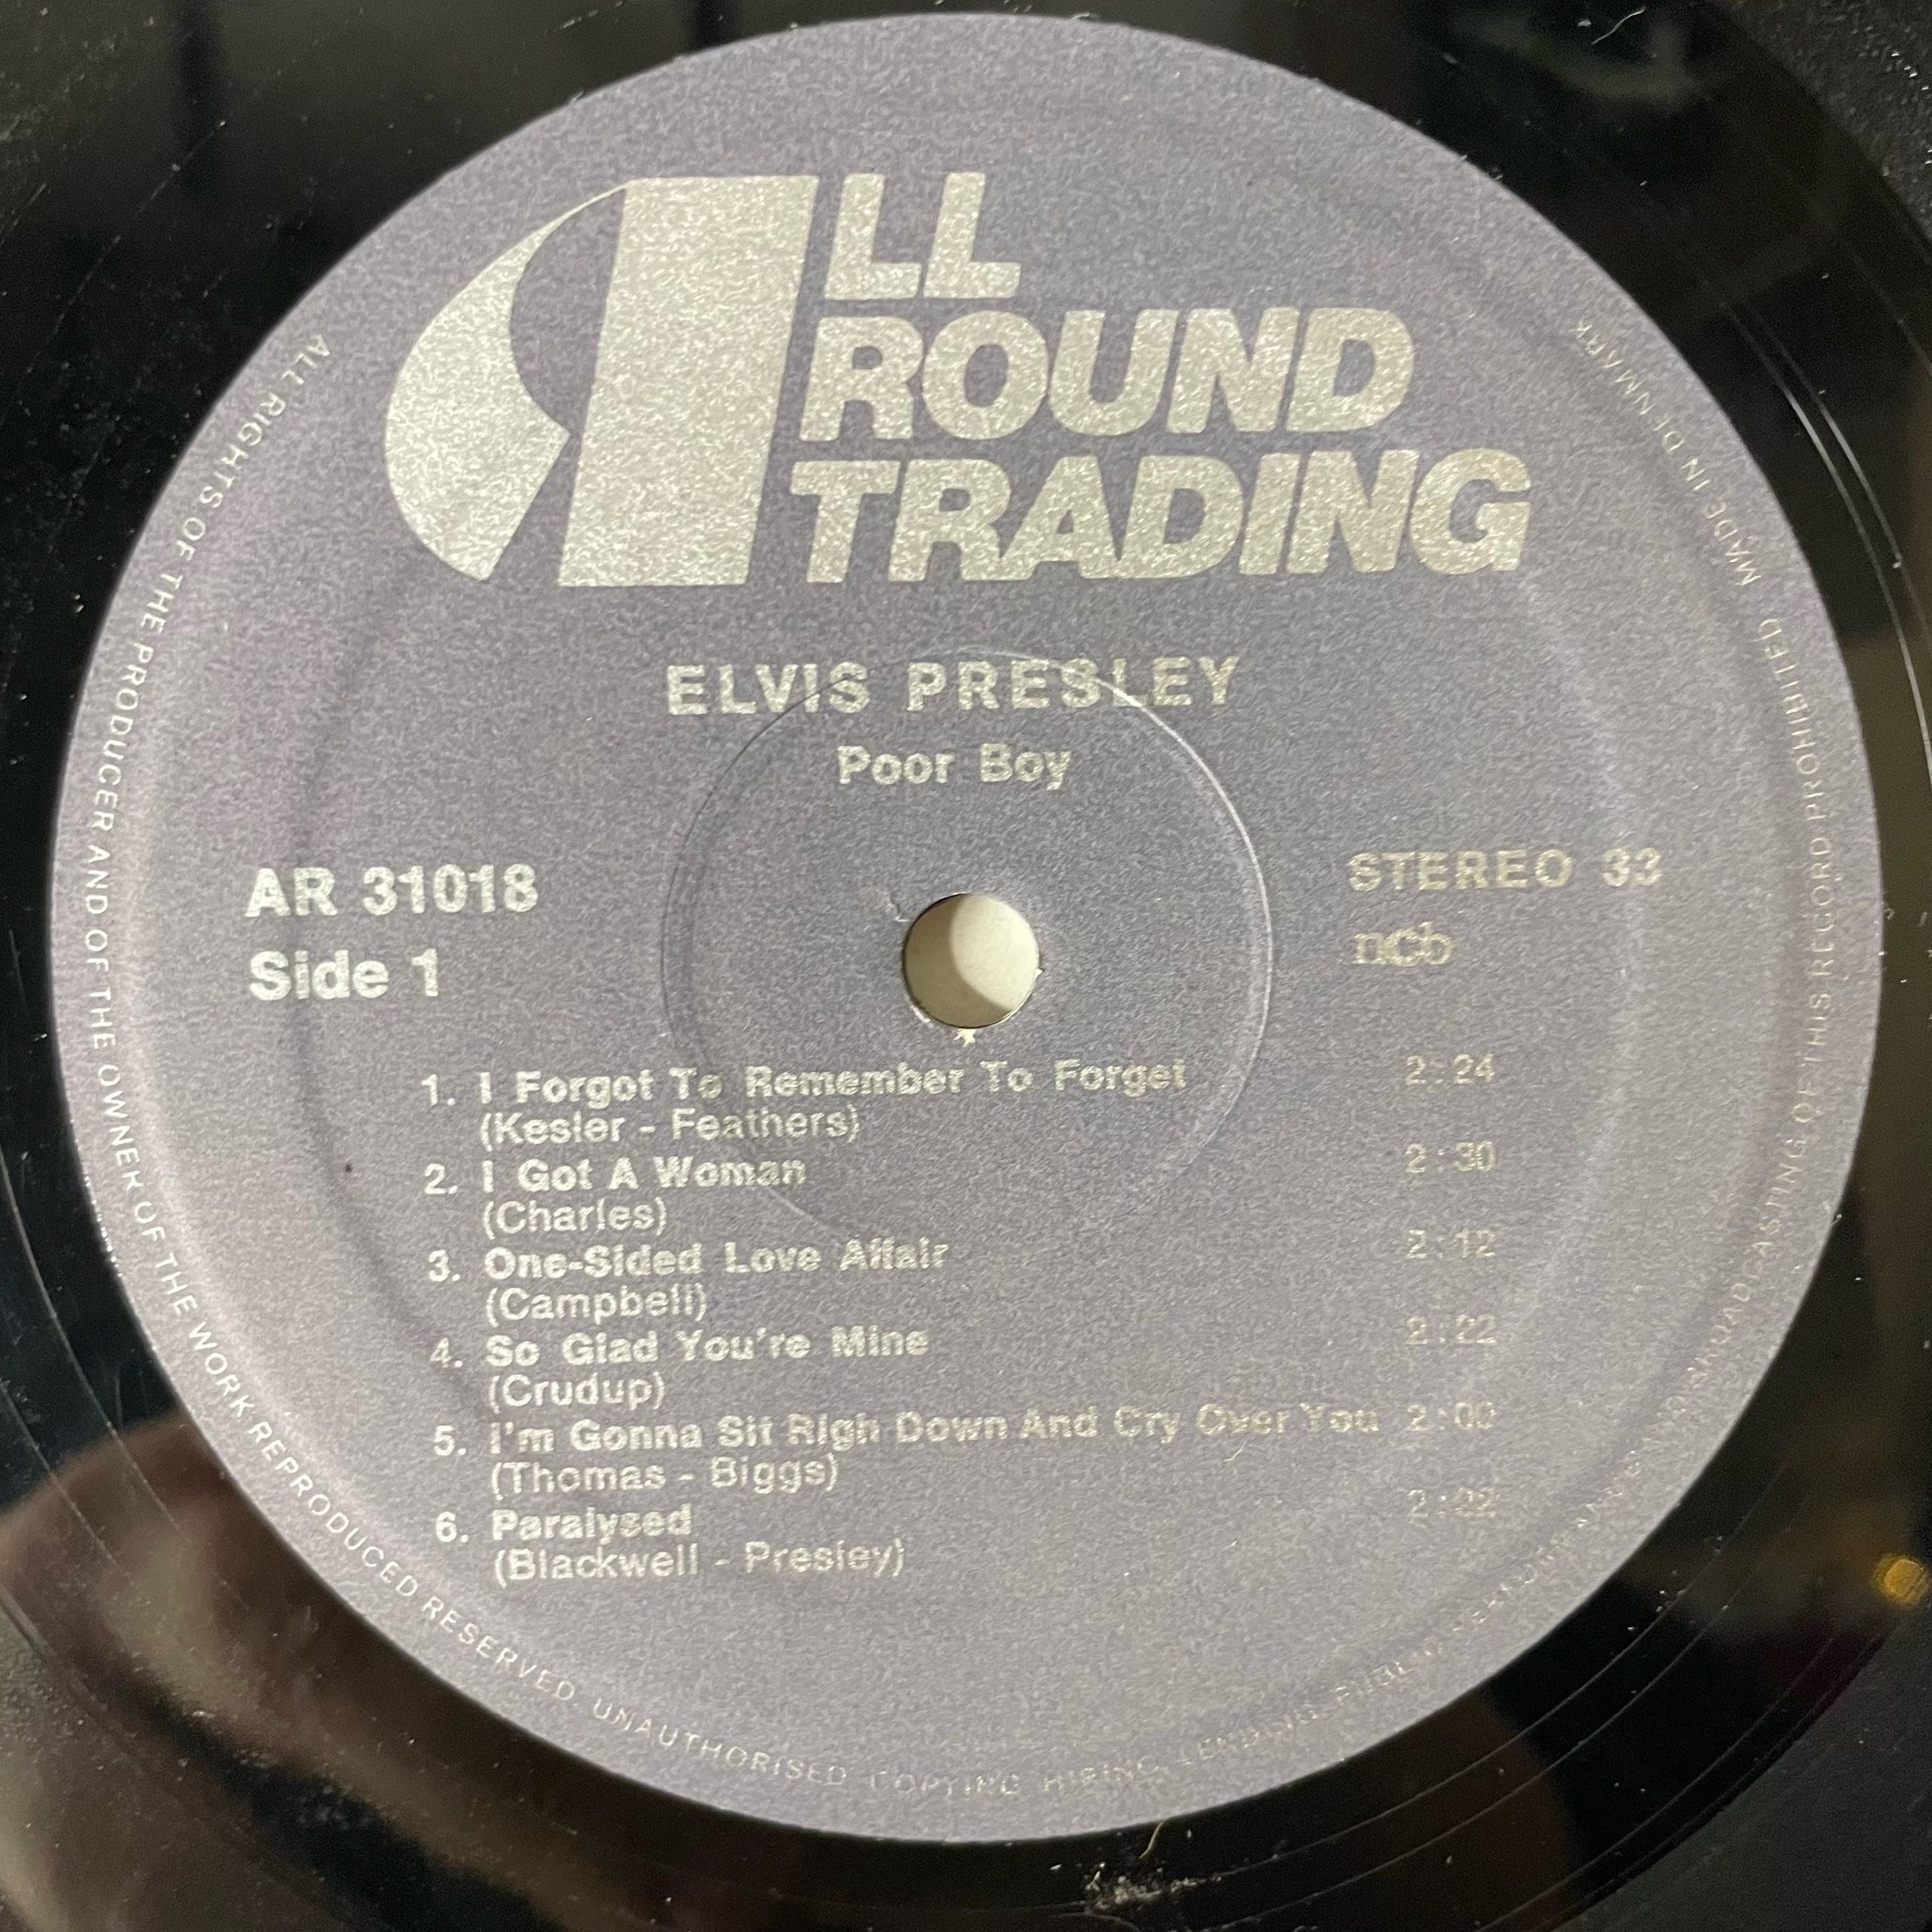 ALL
ROUND
TRADING
ELVIS PRESLEY
Poor Boy
AR 31018
Side 1
STEREO 33
ncb
1. I Forgot To Remember To Forget 2:24
(Kesler - Feathers)
2. I Got A Woman 2:30
(Charles)
3. One-Sided Love Affair 2:12
(Campbell)
4. So Glad You're Mine 2:22
(Crudup)
5. I'm Gonna Sit Righ Down And Cry Over You 2:00
(Thomas - Biggs)
6. Paralysed
(Blackwell - Presley)
ALL RIGHTS OF THE PRODUCER AND OF THE OWNER OF THE WORK REPRODUCED RESERVED. UNAUTHORISED COPYING, HIRING, LENDING, PUBLIC PERFORMANCE AND BROADCASTING OF THIS RECORD PROHIBITED. MADE IN DENMARK